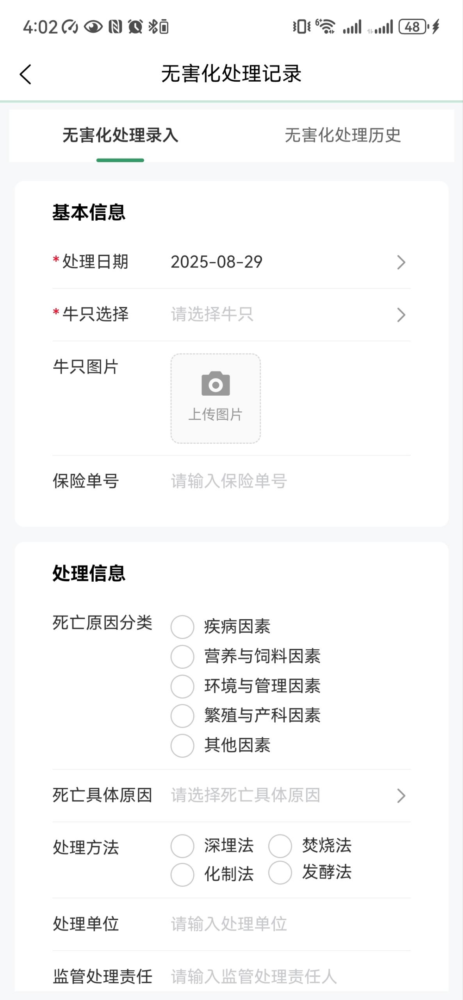 4:02 6+ 48
无害化处理记录
无害化处理录入 无害化处理历史
基本信息
*处理日期 2025-08-29
*牛只选择 请选择牛只
牛只图片
上传图片
保险单号 请输入保险单号
处理信息
死亡原因分类 疾病因素
营养与饲料因素
环境与管理因素
繁殖与产科因素
其他因素
死亡具体原因 请选择死亡具体原因
处理方法 深埋法 焚烧法
化制法 发酵法
处理单位 请输入处理单位
监管处理责任 请输入监管处理责任人